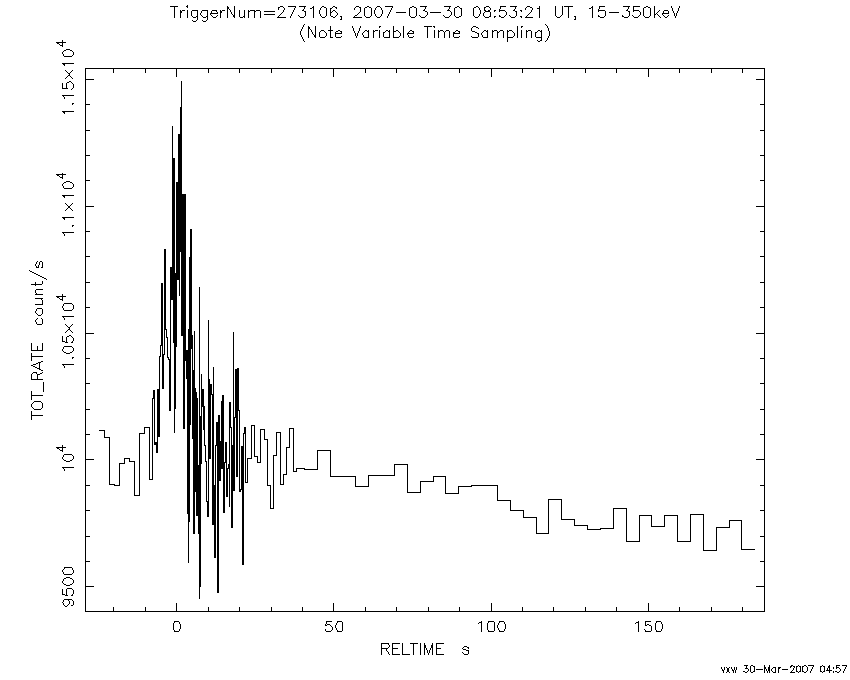 TriggerNum=273106, 2007-03-30 08:53:21 UT, 15-350keV
(Note Variable Time Sampling)
1.15×10⁴
1.1×10⁴
1.05×10⁴
10⁴
9500
TOT_RATE count/s
0 50 100 150
RELTIME s
vxw 30-Mar-2007 04:57